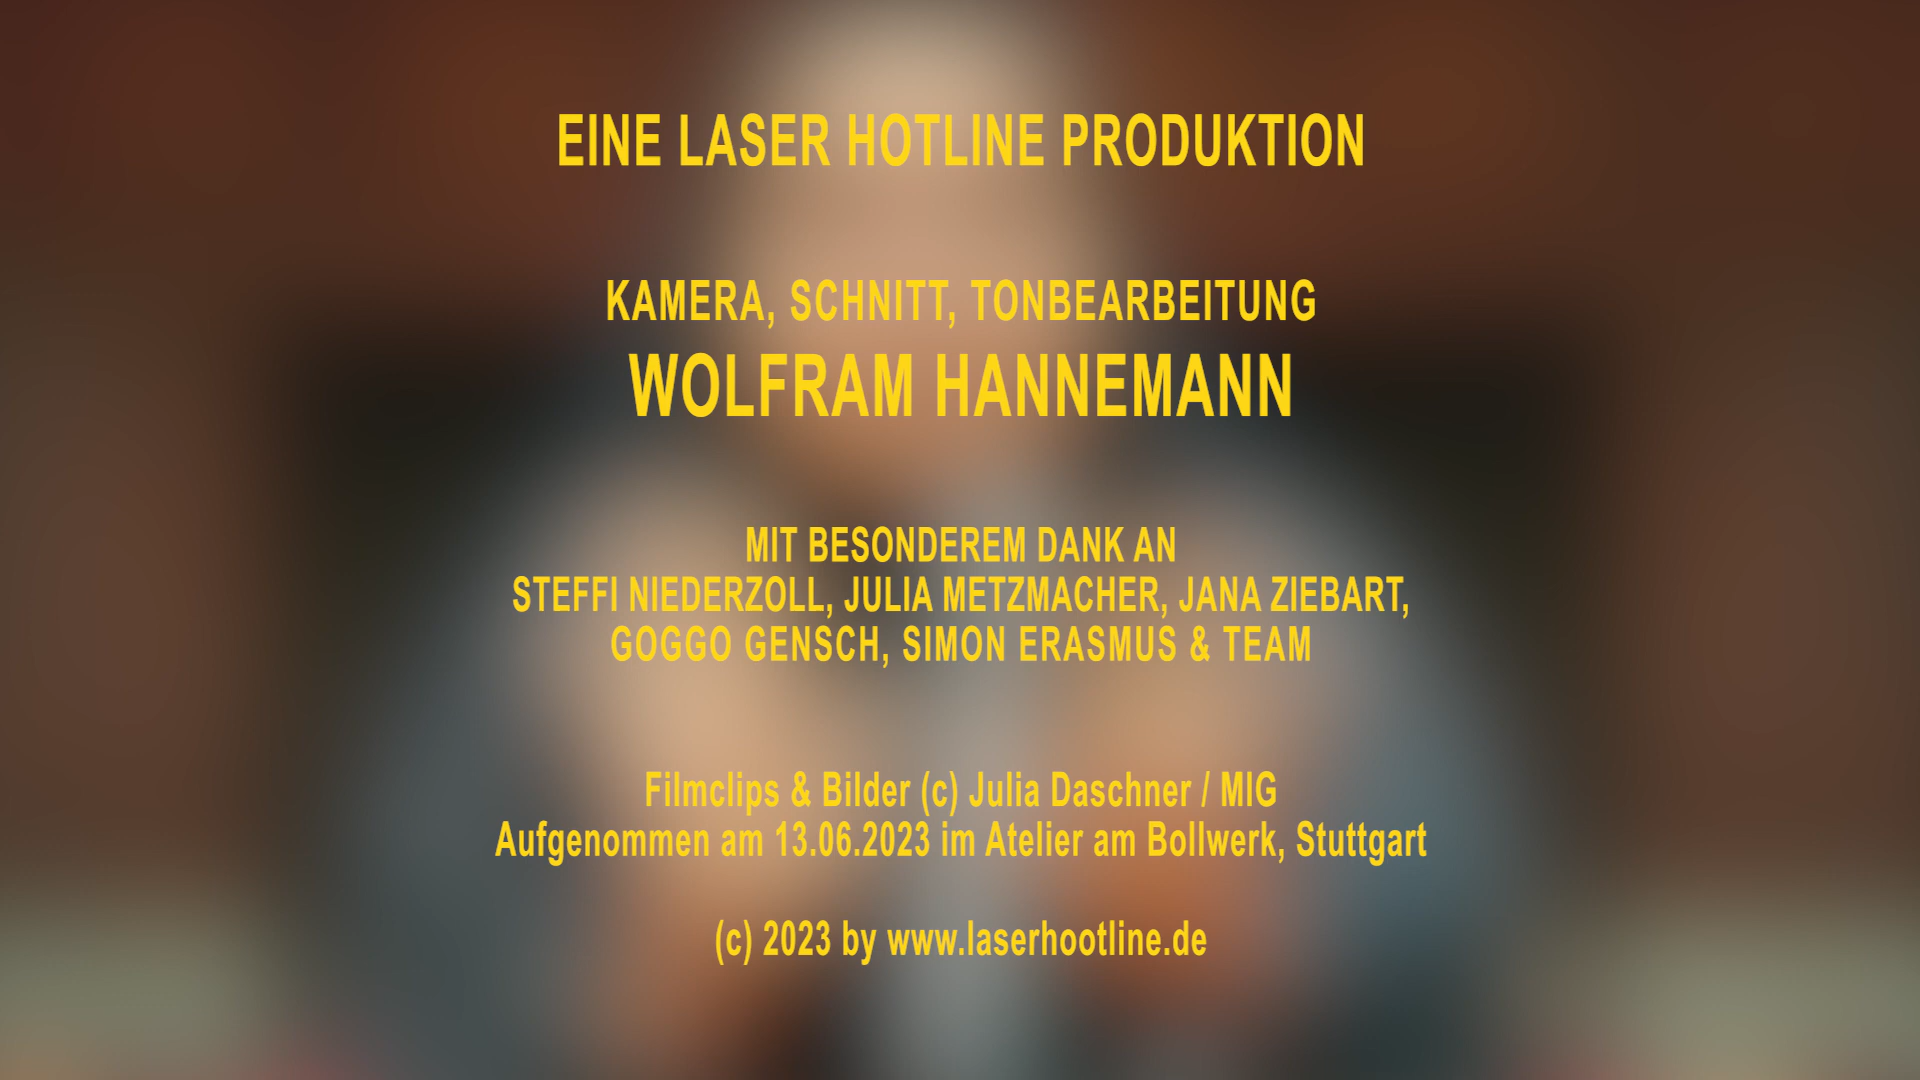 EINE LASER HOTLINE PRODUKTION
KAMERA, SCHNITT, TONBEARBEITUNG
WOLFRAM HANNEMANN
MIT BESONDEREM DANK AN
STEFFI NIEDERZOLL, JULIA METZMACHER, JANA ZIEBART,
GOGGO GENSCH, SIMON ERASMUS & TEAM
Filmclips & Bilder (c) Julia Daschner / MIG
Aufgenommen am 13.06.2023 im Atelier am Bollwerk, Stuttgart
(c) 2023 by www.laserhootline.de